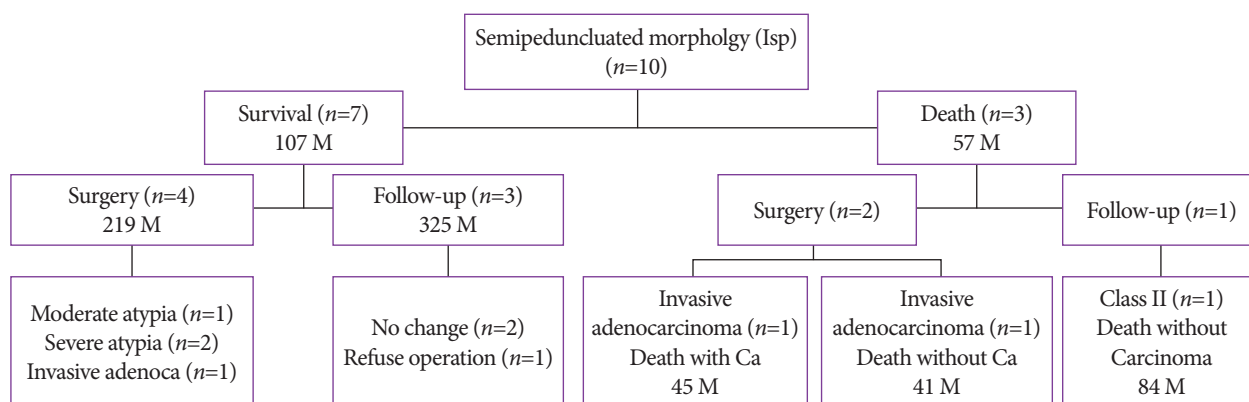 Semipeduncluated morpholgy (Isp)
(n=10)
Survival (n=7)
107 M
Death (n=3)
57 M
Surgery (n=4)
219 M
Follow-up (n=3)
325 M
Surgery (n=2)
Follow-up (n=1)
Moderate atypia (n=1)
Severe atypia (n=2)
Invasive adenoca (n=1)
No change (n=2)
Refuse operation (n=1)
Invasive
adenocarcinoma (n=1)
Death with Ca
45 M
Invasive
adenocarcinoma (n=1)
Death without Ca
41 M
Class II (n=1)
Death without
Carcinoma
84 M